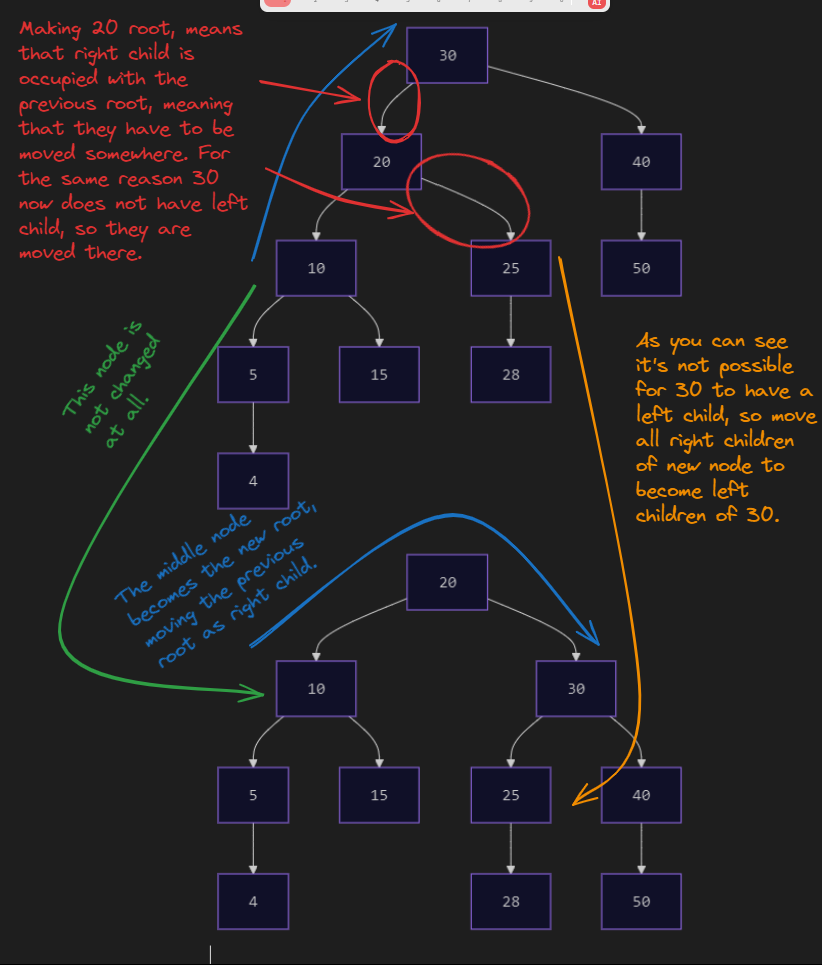 AI
Making 20 root, means
that right child is
occupied with the
previous root, meaning
that they have to be
moved somewhere. For
the same reason 30
now does not have left
child, so they are
moved there.
30
20
40
10
25
50
5
15
28
4
This node is
not changed
at all.
As you can see
it's not possible
for 30 to have a
left child, so move
all right children
of new node to
become left
children of 30.
The middle node
becomes the new root,
moving the previous
root as right child.
20
10
30
5
15
25
40
4
28
50